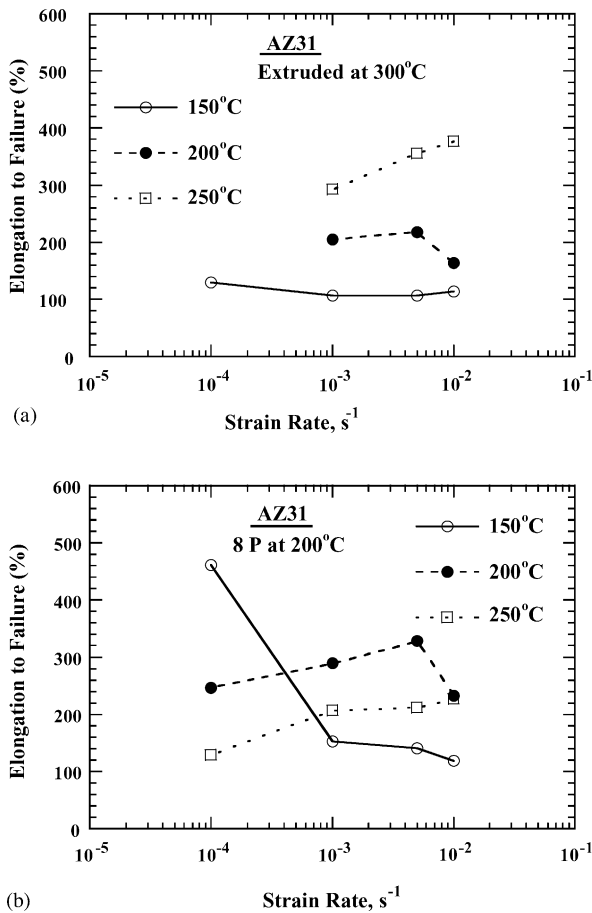 600
500
400
300
200
100
0
Elongation to Failure (%)
AZ31
Extruded at 300°C
150°C
200°C
250°C
10-5
10-4
10-3
10-2
10-1
Strain Rate, s-1
(a)
600
500
400
300
200
100
0
Elongation to Failure (%)
AZ31
8 P at 200°C
150°C
200°C
250°C
10-5
10-4
10-3
10-2
10-1
Strain Rate, s-1
(b)